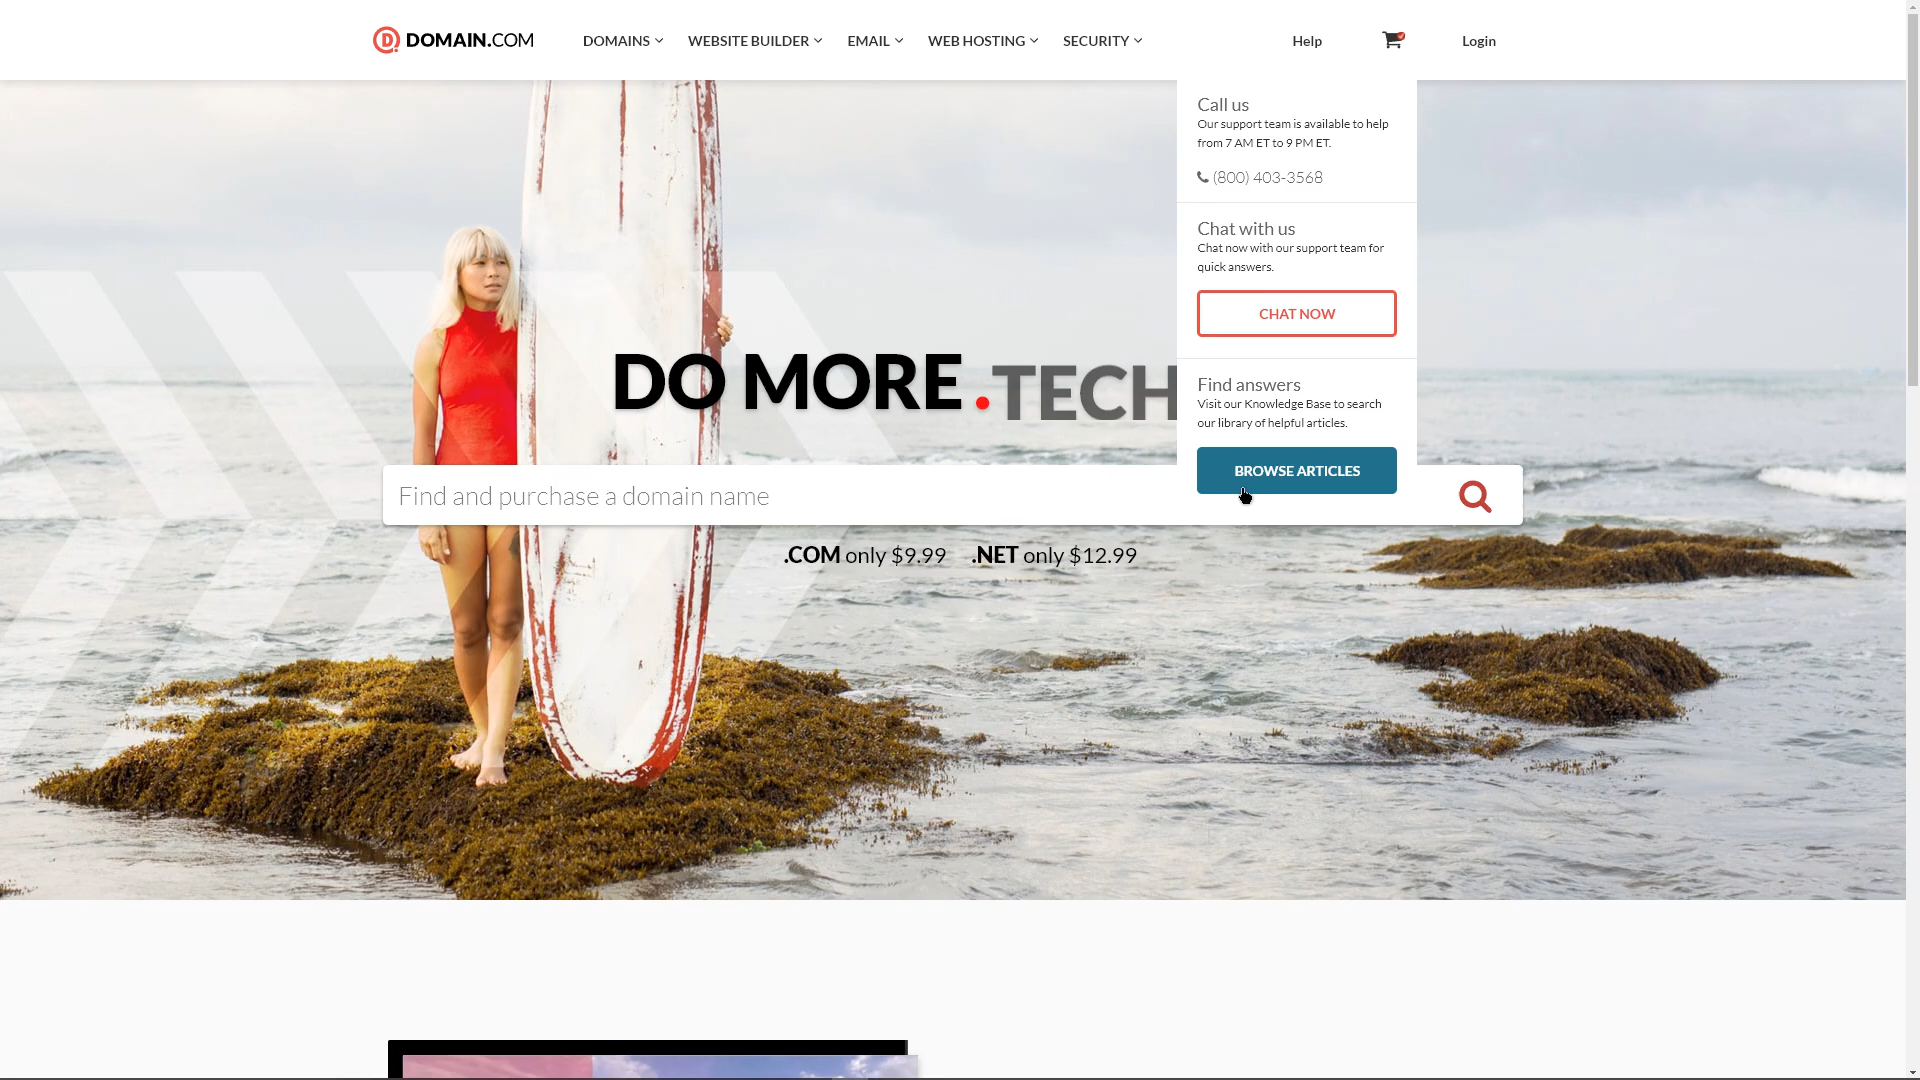 DOMAIN.COM
DOMAINS
WEBSITE BUILDER
EMAIL
WEB HOSTING
SECURITY
Help
Login
Call us
Our support team is available to help
from 7 AM ET to 9 PM ET.
(800) 403-3568
Chat with us
Chat now with our support team for
quick answers.
CHAT NOW
Find answers
Visit our Knowledge Base to search
our library of helpful articles.
BROWSE ARTICLES
DO MORE.TECH
Find and purchase a domain name
.COM only $9.99 .NET only $12.99